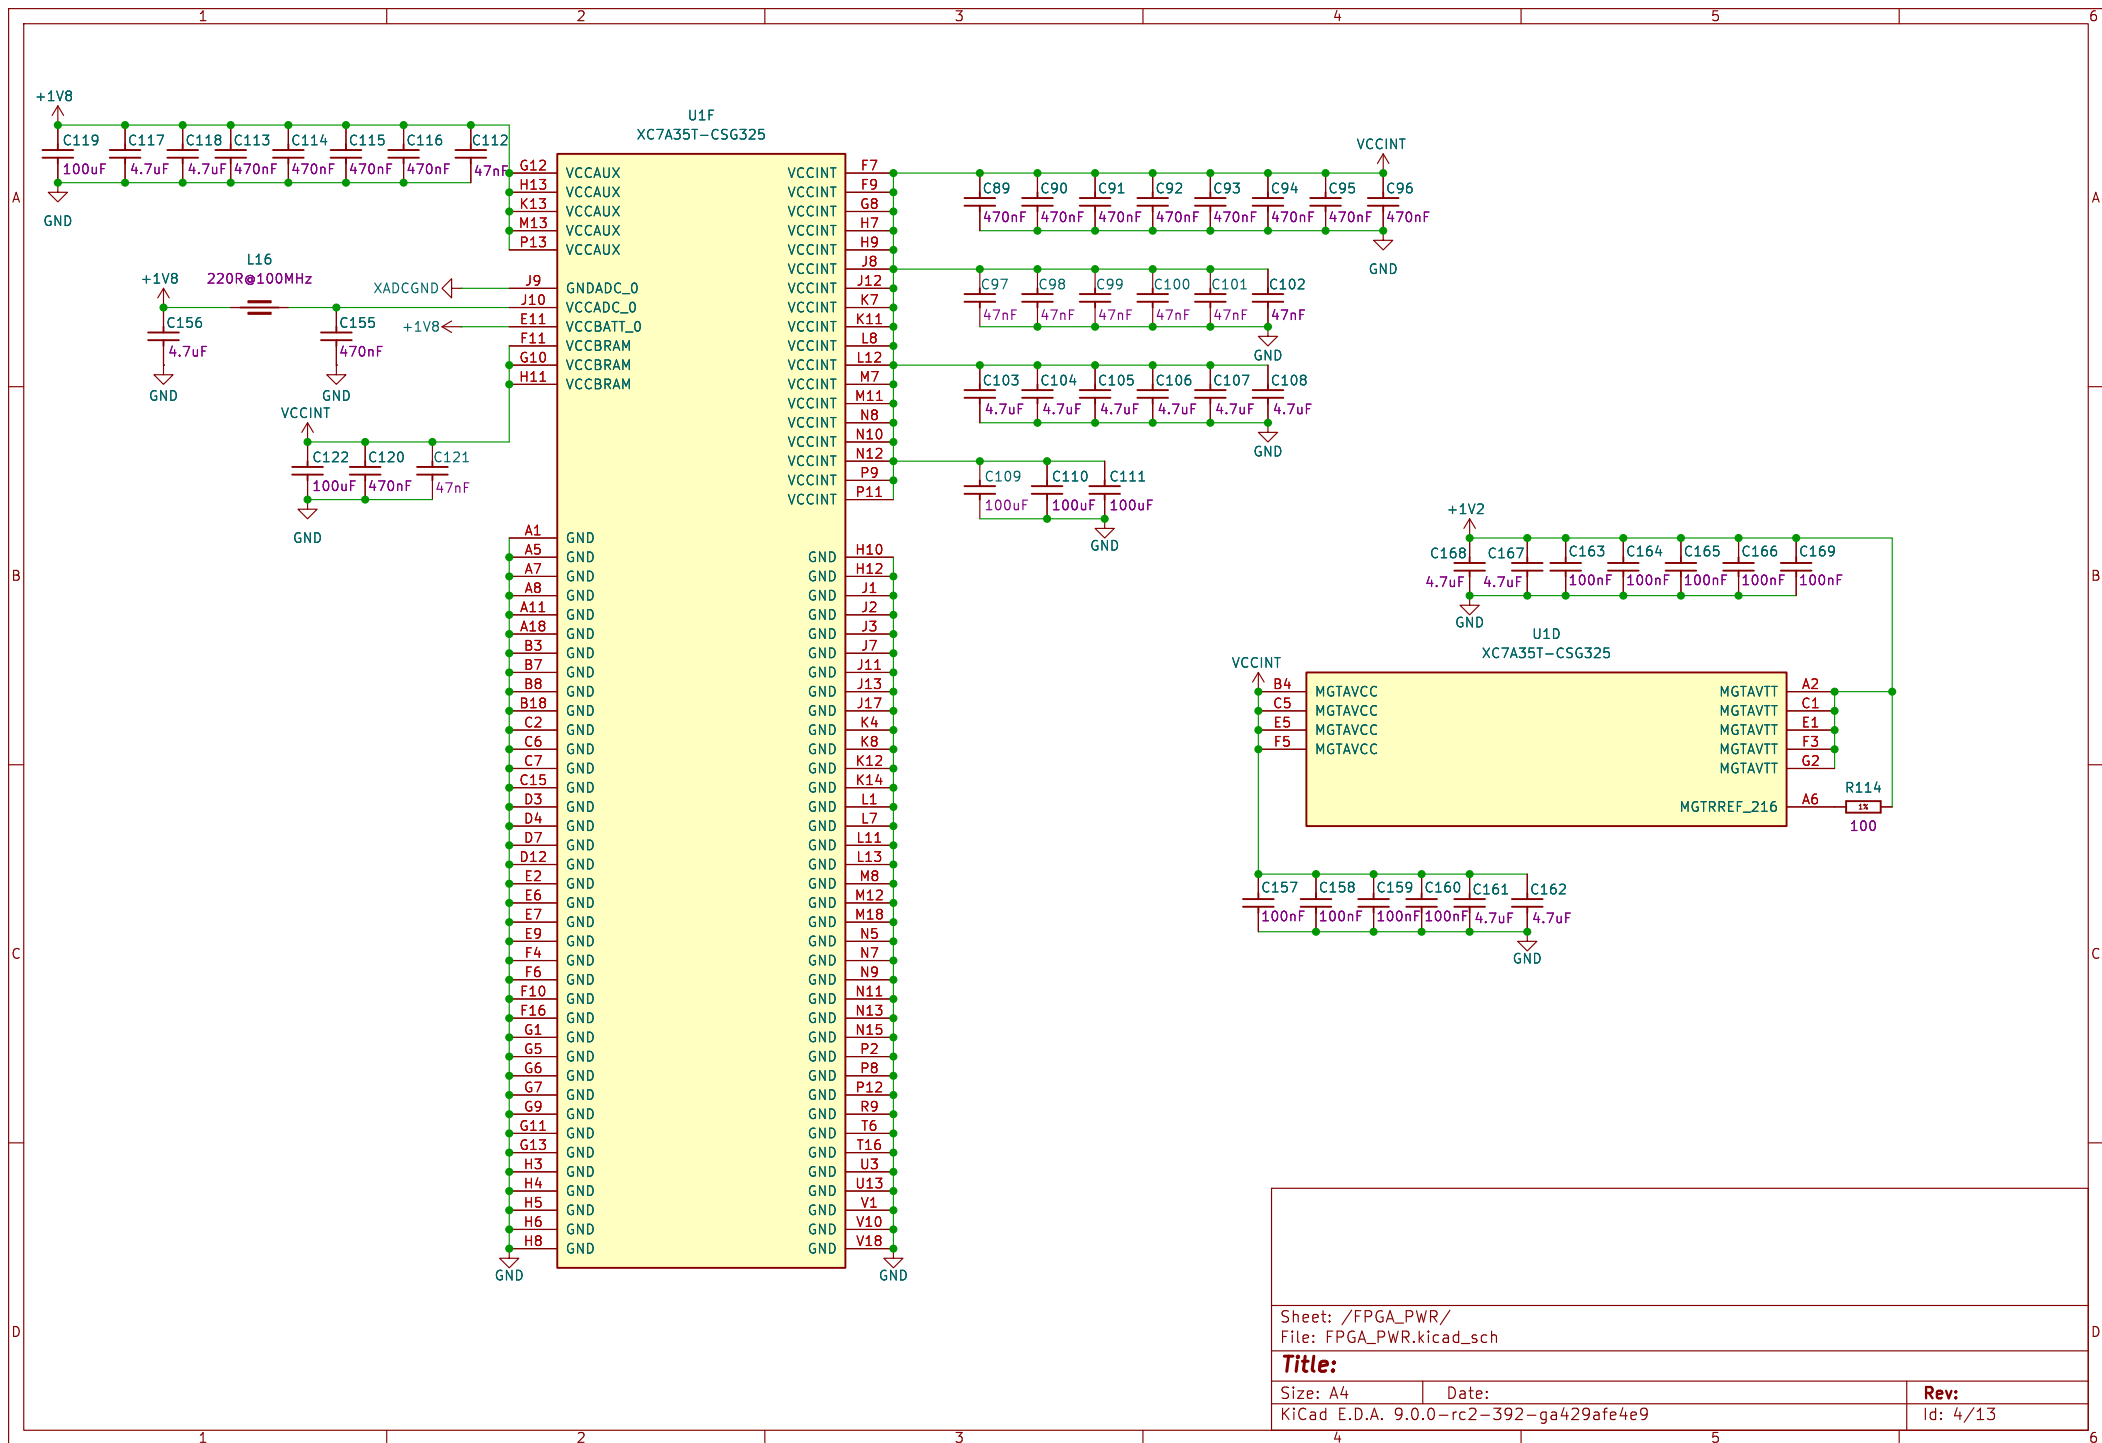 1 2 3 4 5 6
A
B
C
D
+1V8
C119 C117 C118 C113 C114 C115 C116 C112
100uF 4.7uF 4.7uF 470nF 470nF 470nF 470nF 47nF
GND
+1V8
L16
220R@100MHz
C156
4.7uF
GND
C155
470nF
GND
XADCGND
+1V8
VCCINT
C122 C120 C121
100uF 470nF 47nF
GND
U1F
XC7A35T-CSG325
G12 VCCAUX
H13 VCCAUX
K13 VCCAUX
M13 VCCAUX
P13 VCCAUX
J9 GNDADC_0
J10 VCCADC_0
E11 VCCBATT_0
F11 VCCBRAM
G10 VCCBRAM
H11 VCCBRAM
A1 GND
A5 GND
A7 GND
A8 GND
A11 GND
A18 GND
B3 GND
B7 GND
B8 GND
B18 GND
C2 GND
C6 GND
C7 GND
C15 GND
D3 GND
D4 GND
D7 GND
D12 GND
E2 GND
E6 GND
E7 GND
E9 GND
F4 GND
F6 GND
F10 GND
F16 GND
G1 GND
G5 GND
G6 GND
G7 GND
G9 GND
G11 GND
G13 GND
H3 GND
H4 GND
H5 GND
H6 GND
H8 GND
GND
VCCINT F7
VCCINT F9
VCCINT G8
VCCINT H7
VCCINT H9
VCCINT J8
VCCINT J12
VCCINT K7
VCCINT K11
VCCINT L8
VCCINT L12
VCCINT M7
VCCINT M11
VCCINT N8
VCCINT N10
VCCINT N12
VCCINT P9
VCCINT P11
GND H10
GND H12
GND J1
GND J2
GND J3
GND J7
GND J11
GND J13
GND J17
GND K4
GND K8
GND K12
GND K14
GND L1
GND L7
GND L11
GND L13
GND M8
GND M12
GND M18
GND N5
GND N7
GND N9
GND N11
GND N13
GND N15
GND P2
GND P8
GND P12
GND R9
GND T6
GND T16
GND U3
GND U13
GND V1
GND V10
GND V18
GND
VCCINT
C89 C90 C91 C92 C93 C94 C95 C96
470nF 470nF 470nF 470nF 470nF 470nF 470nF 470nF
GND
C97 C98 C99 C100 C101 C102
47nF 47nF 47nF 47nF 47nF 47nF
GND
C103 C104 C105 C106 C107 C108
4.7uF 4.7uF 4.7uF 4.7uF 4.7uF 4.7uF
GND
C109 C110 C111
100uF 100uF 100uF
GND
+1V2
C168 C167 C163 C164 C165 C166 C169
4.7uF 4.7uF 100nF 100nF 100nF 100nF 100nF
GND
U1D
XC7A35T-CSG325
VCCINT
B4 MGTAVCC MGTAVTT A2
C5 MGTAVCC MGTAVTT C1
E5 MGTAVCC MGTAVTT E1
F5 MGTAVCC MGTAVTT F3
MGTAVTT G2
MGTRREF_216 A6
R114
1%
100
C157 C158 C159 C160 C161 C162
100nF 100nF 100nF 100nF 4.7uF 4.7uF
GND
Sheet: /FPGA_PWR/
File: FPGA_PWR.kicad_sch
Title:
Size: A4 Date: Rev:
KiCad E.D.A. 9.0.0-rc2-392-ga429afe4e9 Id: 4/13
A
B
C
D
1 2 3 4 5 6